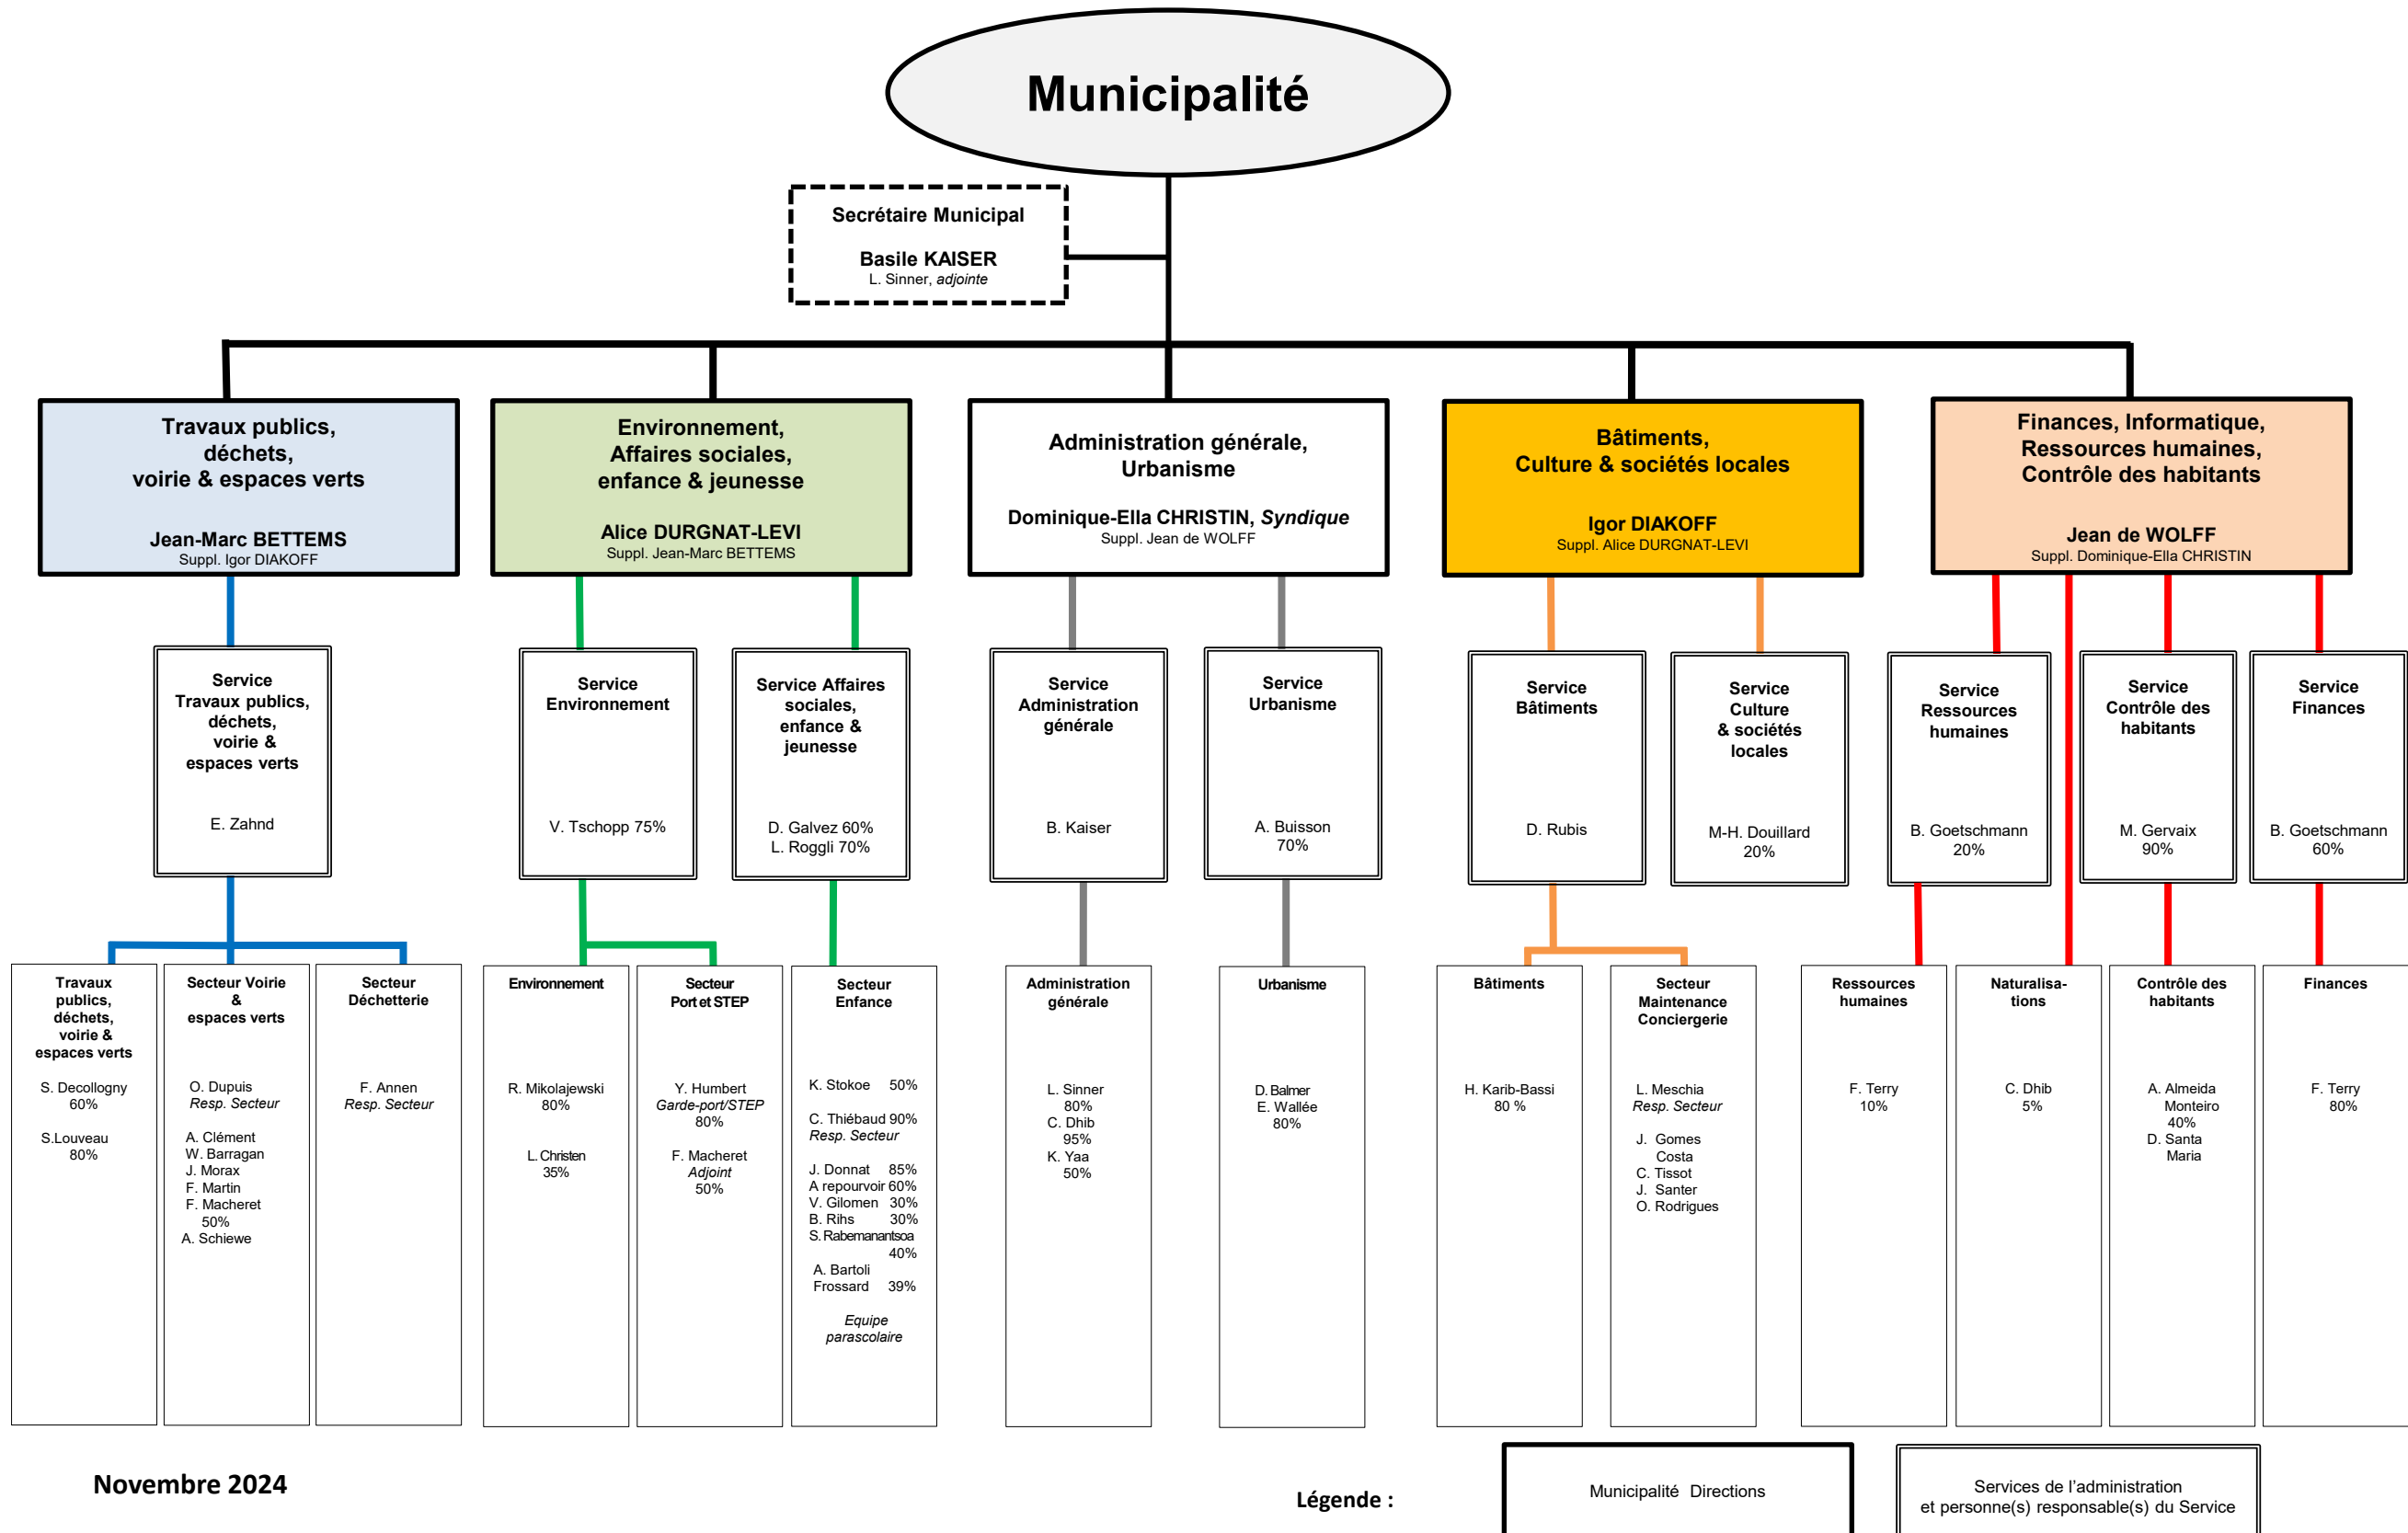 Municipalité
Secrétaire Municipal
Basile KAISER
L. Sinner, adjointe
Travaux publics,
déchets,
voirie & espaces verts
Jean-Marc BETTEMS
Suppl. Igor DIAKOFF
Environnement,
Affaires sociales,
enfance & jeunesse
Alice DURGNAT-LEVI
Suppl. Jean-Marc BETTEMS
Administration générale,
Urbanisme
Dominique-Ella CHRISTIN, Syndique
Suppl. Jean de WOLFF
Bâtiments,
Culture & sociétés locales
Igor DIAKOFF
Suppl. Alice DURGNAT-LEVI
Finances, Informatique,
Ressources humaines,
Contrôle des habitants
Jean de WOLFF
Suppl. Dominique-Ella CHRISTIN
Service
Travaux publics,
déchets,
voirie &
espaces verts
E. Zahnd
Service
Environnement
V. Tschopp 75%
Service Affaires
sociales,
enfance &
jeunesse
D. Galvez 60%
L. Roggli 70%
Service
Administration
générale
B. Kaiser
Service
Urbanisme
A. Buisson
70%
Service
Bâtiments
D. Rubis
Service
Culture
& sociétés
locales
M-H. Douillard
20%
Service
Ressources
humaines
B. Goetschmann
20%
Service
Contrôle des
habitants
M. Gervaix
90%
Service
Finances
B. Goetschmann
60%
Travaux
publics,
déchets,
voirie &
espaces verts
S. Decollogny
60%
S.Louveau
80%
Secteur Voirie
&
espaces verts
O. Dupuis
Resp. Secteur
A. Clément
W. Barragan
J. Morax
F. Martin
F. Macheret
50%
A. Schiewe
Secteur
Déchetterie
F. Annen
Resp. Secteur
Environnement
R. Mikolajewski
80%
L. Christen
35%
Secteur
Port et STEP
Y. Humbert
Garde-port/STEP
80%
F. Macheret
Adjoint
50%
Secteur
Enfance
K. Stokoe 50%
C. Thiébaud 90%
Resp. Secteur
J. Donnat 85%
A repourvoir 60%
V. Gilomen 30%
B. Rihs 30%
S. Rabemanantsoa
40%
A. Bartoli
Frossard 39%
Equipe
parascolaire
Administration
générale
L. Sinner
80%
C. Dhib
95%
K. Yaa
50%
Urbanisme
D. Balmer
E. Wallée
80%
Bâtiments
H. Karib-Bassi
80 %
Secteur
Maintenance
Conciergerie
L. Meschia
Resp. Secteur
J. Gomes
Costa
C. Tissot
J. Santer
O. Rodrigues
Ressources
humaines
F. Terry
10%
Naturalisa-
tions
C. Dhib
5%
Contrôle des
habitants
A. Almeida
Monteiro
40%
D. Santa
Maria
Finances
F. Terry
80%
Novembre 2024
Légende :
Municipalité Directions
Services de l'administration
et personne(s) responsable(s) du Service